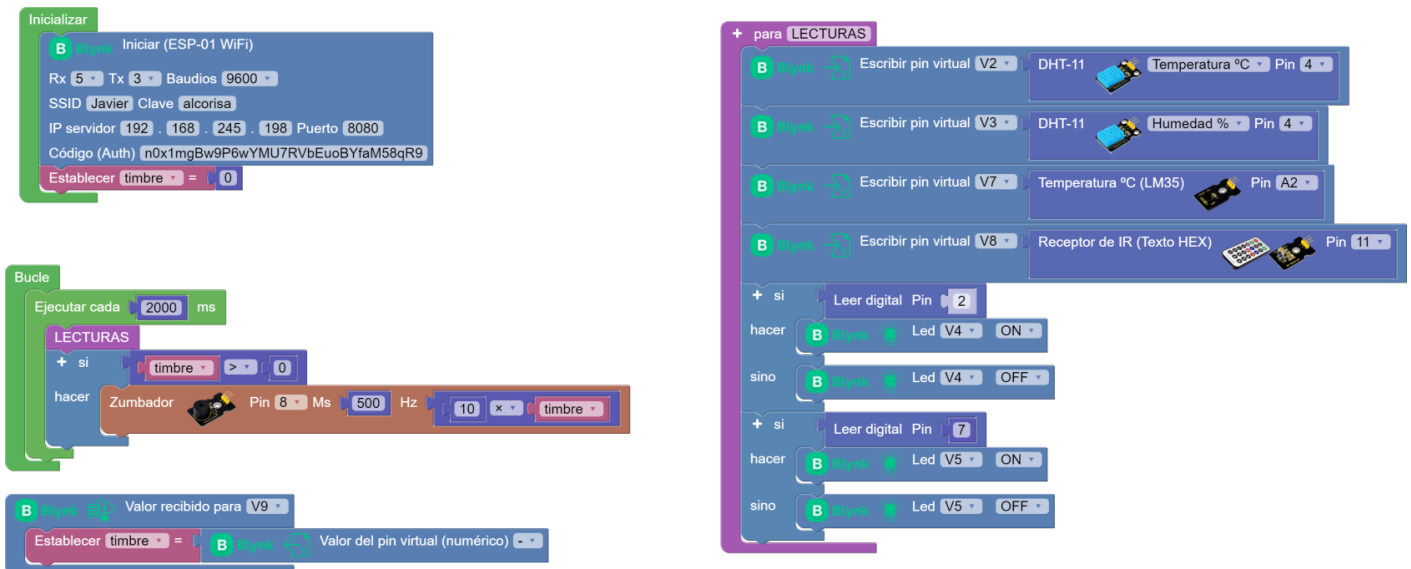 Inicializar
B Blynk Iniciar (ESP-01 WiFi)
Rx 5 Tx 3 Baudios 9600
SSID Javier Clave alcorisa
IP servidor 192 . 168 . 245 . 198 Puerto 8080
Código (Auth) n0x1mgBw9P6wYMU7RVbEuoBYfaM58qR9
Establecer timbre = 0
Bucle
Ejecutar cada 2000 ms
LECTURAS
+ si timbre > 0
hacer Zumbador Pin 8 Ms 500 Hz 10 × timbre
B Blynk Valor recibido para V9
Establecer timbre = B Blynk Valor del pin virtual (numérico) -
+ para LECTURAS
B Blynk Escribir pin virtual V2 DHT-11 Temperatura ºC Pin 4
B Blynk Escribir pin virtual V3 DHT-11 Humedad % Pin 4
B Blynk Escribir pin virtual V7 Temperatura ºC (LM35) Pin A2
B Blynk Escribir pin virtual V8 Receptor de IR (Texto HEX) Pin 11
+ si Leer digital Pin 2
hacer B Blynk Led V4 ON
sino B Blynk Led V4 OFF
+ si Leer digital Pin 7
hacer B Blynk Led V5 ON
sino B Blynk Led V5 OFF